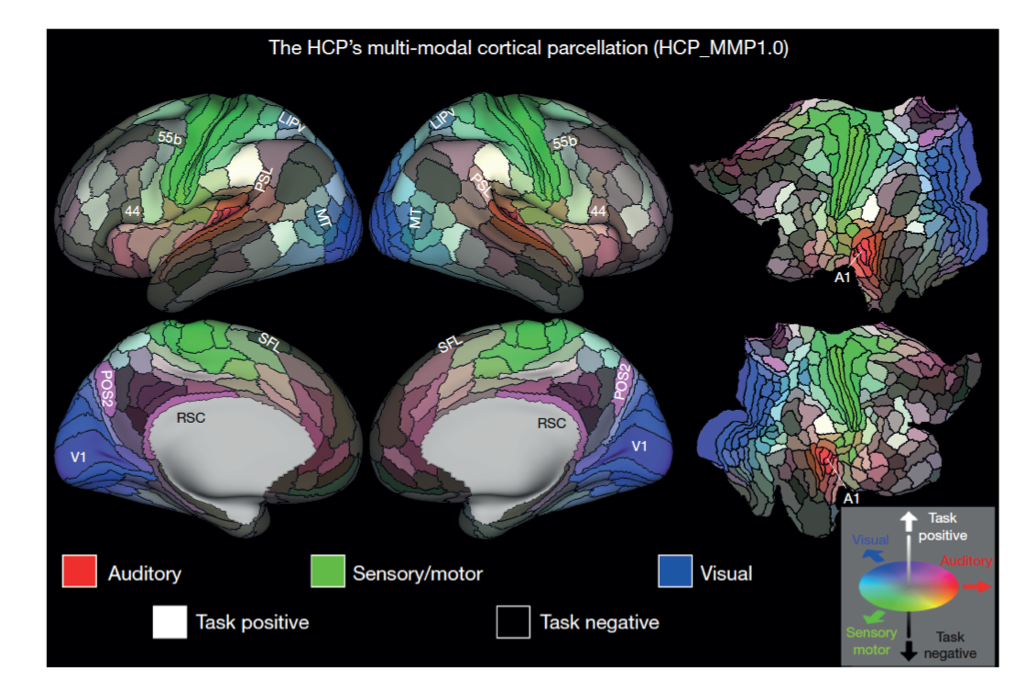 The HCP's multi-modal cortical parcellation (HCP_MMP1.0)
55b
LIPv
LIPv
55b
PSL
PSL
44
MT
MT
44
A1
SFL
SFL
POS2
POS2
RSC
RSC
V1
V1
A1
Task
positive
Visual
Auditory
Sensory
motor
Task
negative
Auditory
Sensory/motor
Visual
Task positive
Task negative